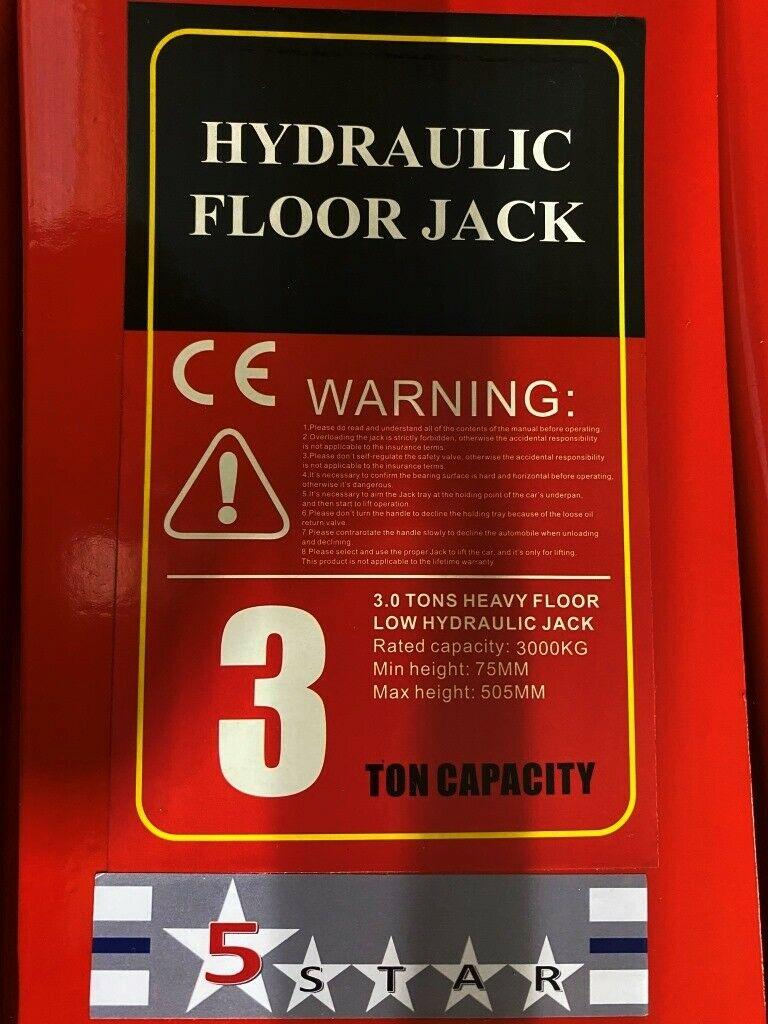 HYDRAULIC
FLOOR JACK
CE
WARNING:
1.Please do read and understand all of the contents of the manual before operating.
2.Overloading the jack is strictly forbidden, otherwise the accidental responsibility
is not applicable to the insurance terms.
3.Please don't self-regulate the safety valve, otherwise the accidental responsibility
is not applicable to the insurance terms.
4.It's necessary to confirm the bearing surface is hard and horizontal before operating,
otherwise it's dangerous.
5.It's necessary to aim the Jack tray at the holding point of the car's underpan,
and then start to lift operation.
6.Please don't turn the handle to decline the holding tray because of the loose oil
return valve.
7.Please contrarotate the handle slowly to decline the automobile when unloading
and declining.
8.Please select and use the proper Jack to lift the car, and it's only for lifting.
This product is not applicable to the lifetime warranty
3
3.0 TONS HEAVY FLOOR
LOW HYDRAULIC JACK
Rated capacity: 3000KG
Min height: 75MM
Max height: 505MM
TON CAPACITY
5 STAR